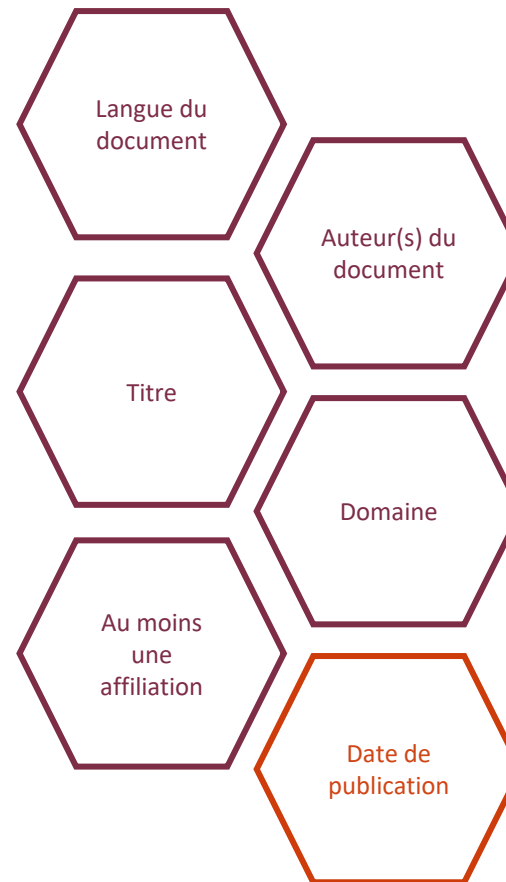 Langue du
document
Auteur(s) du
document
Titre
Domaine
Au moins
une
affiliation
Date de
publication